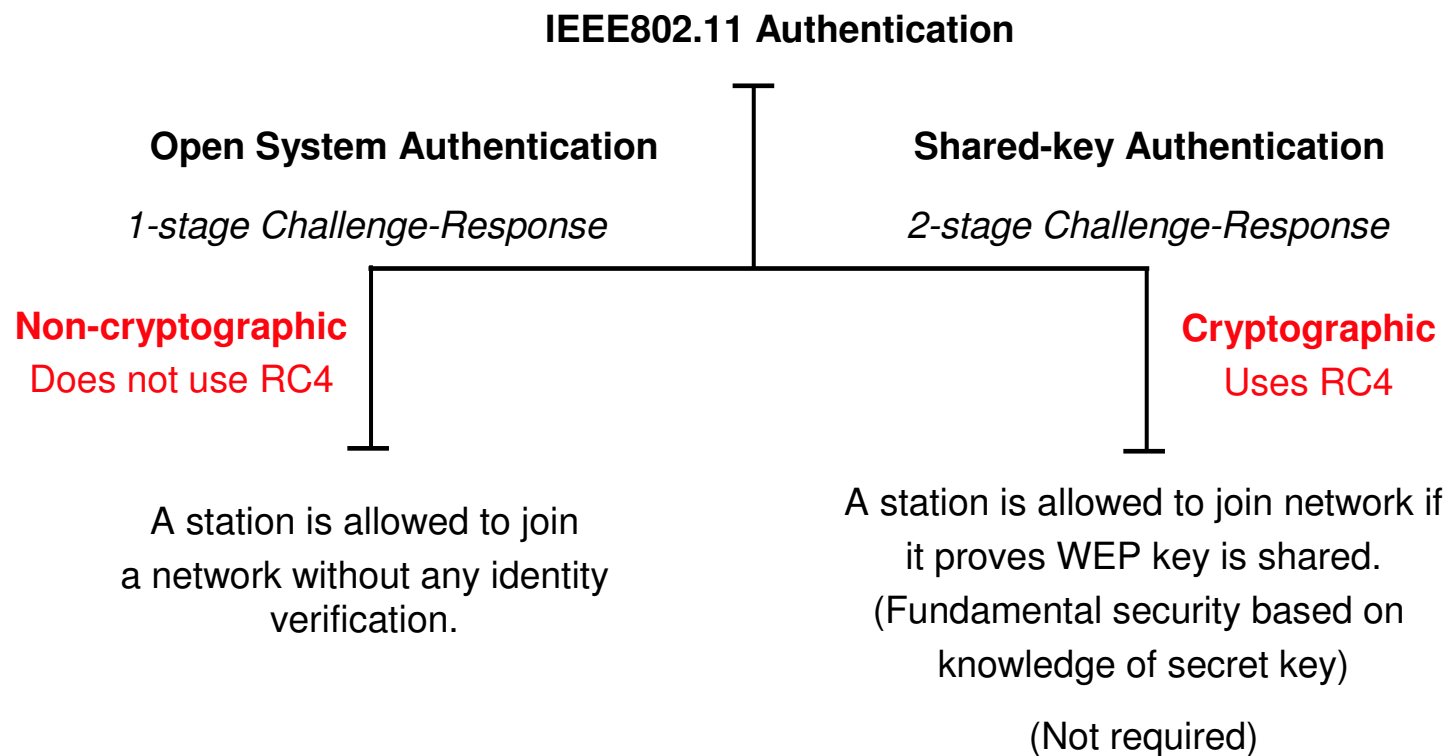 IEEE802.11 Authentication
Open System Authentication
1-stage Challenge-Response
Non-cryptographic
Does not use RC4
A station is allowed to join
a network without any identity
verification.
Shared-key Authentication
2-stage Challenge-Response
Cryptographic
Uses RC4
A station is allowed to join network if
it proves WEP key is shared.
(Fundamental security based on
knowledge of secret key)
(Not required)